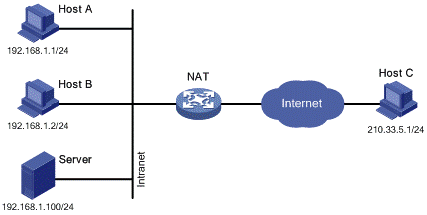 Host A
192.168.1.1/24
Host B
192.168.1.2/24
Server
192.168.1.100/24
Intranet
NAT
Internet
Host C
210.33.5.1/24